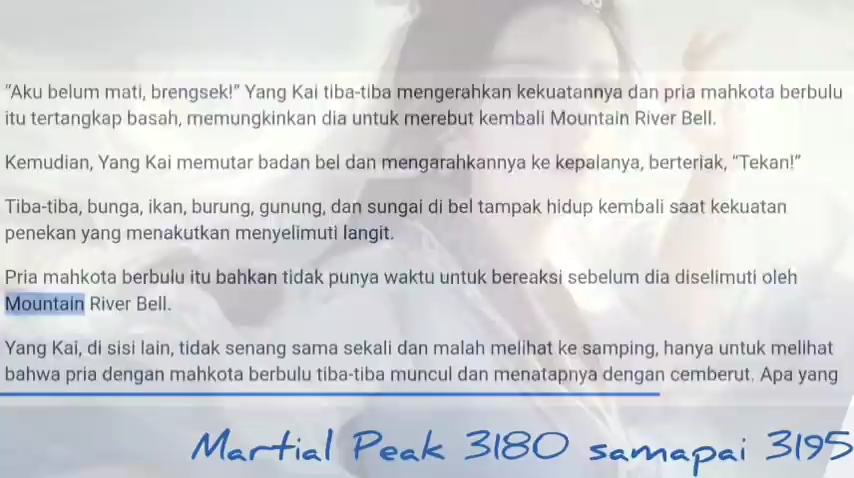 “Aku belum mati, brengsek!” Yang Kai tiba-tiba mengerahkan kekuatannya dan pria mahkota berbulu
itu tertangkap basah, memungkinkan dia untuk merebut kembali Mountain River Bell.
Kemudian, Yang Kai memutar badan bel dan mengarahkannya ke kepalanya, berteriak, “Tekan!”
Tiba-tiba, bunga, ikan, burung, gunung, dan sungai di bel tampak hidup kembali saat kekuatan
penekan yang menakutkan menyelimuti langit.
Pria mahkota berbulu itu bahkan tidak punya waktu untuk bereaksi sebelum dia diselimuti oleh
Mountain River Bell.
Yang Kai, di sisi lain, tidak senang sama sekali dan malah melihat ke samping, hanya untuk melihat
bahwa pria dengan mahkota berbulu tiba-tiba muncul dan menatapnya dengan cemberut. Apa yang
Martial Peak 3180 samapai 3195